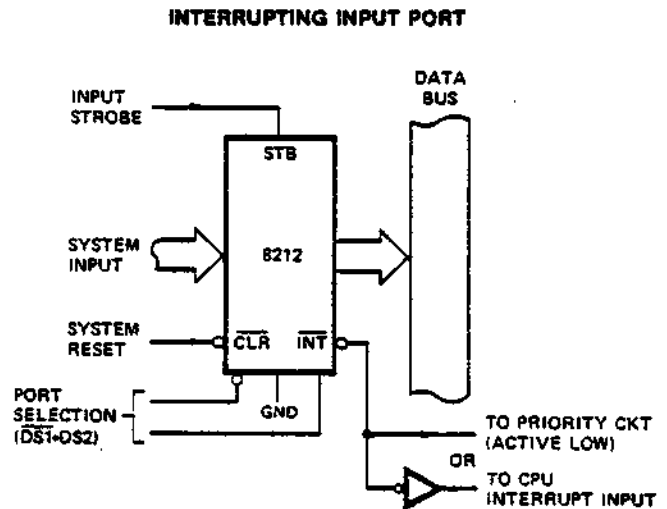 INTERRUPTING INPUT PORT
DATA
BUS
INPUT
STROBE
STB
SYSTEM
INPUT
8212
SYSTEM
RESET
CLR
INT
PORT
SELECTION
(DS1•DS2)
GND
TO PRIORITY CKT
(ACTIVE LOW)
OR
TO CPU
INTERRUPT INPUT